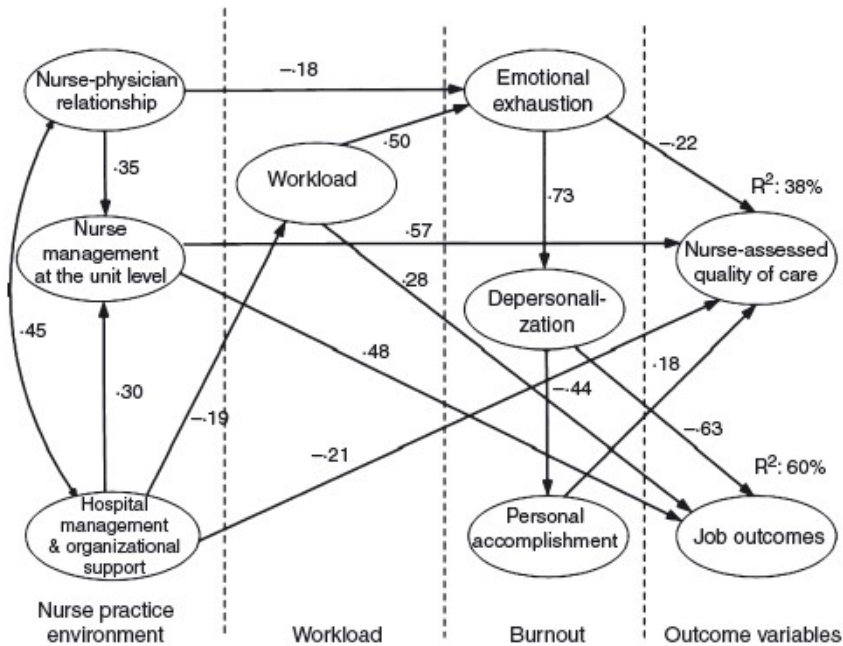 Nurse-physician
relationship
–·18
Emotional
exhaustion
·35
Workload
·50
–·22
R²: 38%
Nurse
management
at the unit level
·57
·73
Nurse-assessed
quality of care
·28
Depersonali-
zation
·45
·48
·18
·30
–·19
–·44
–·63
–·21
R²: 60%
Hospital
management
& organizational
support
Personal
accomplishment
Job outcomes
Nurse practice
environment
Workload
Burnout
Outcome variables